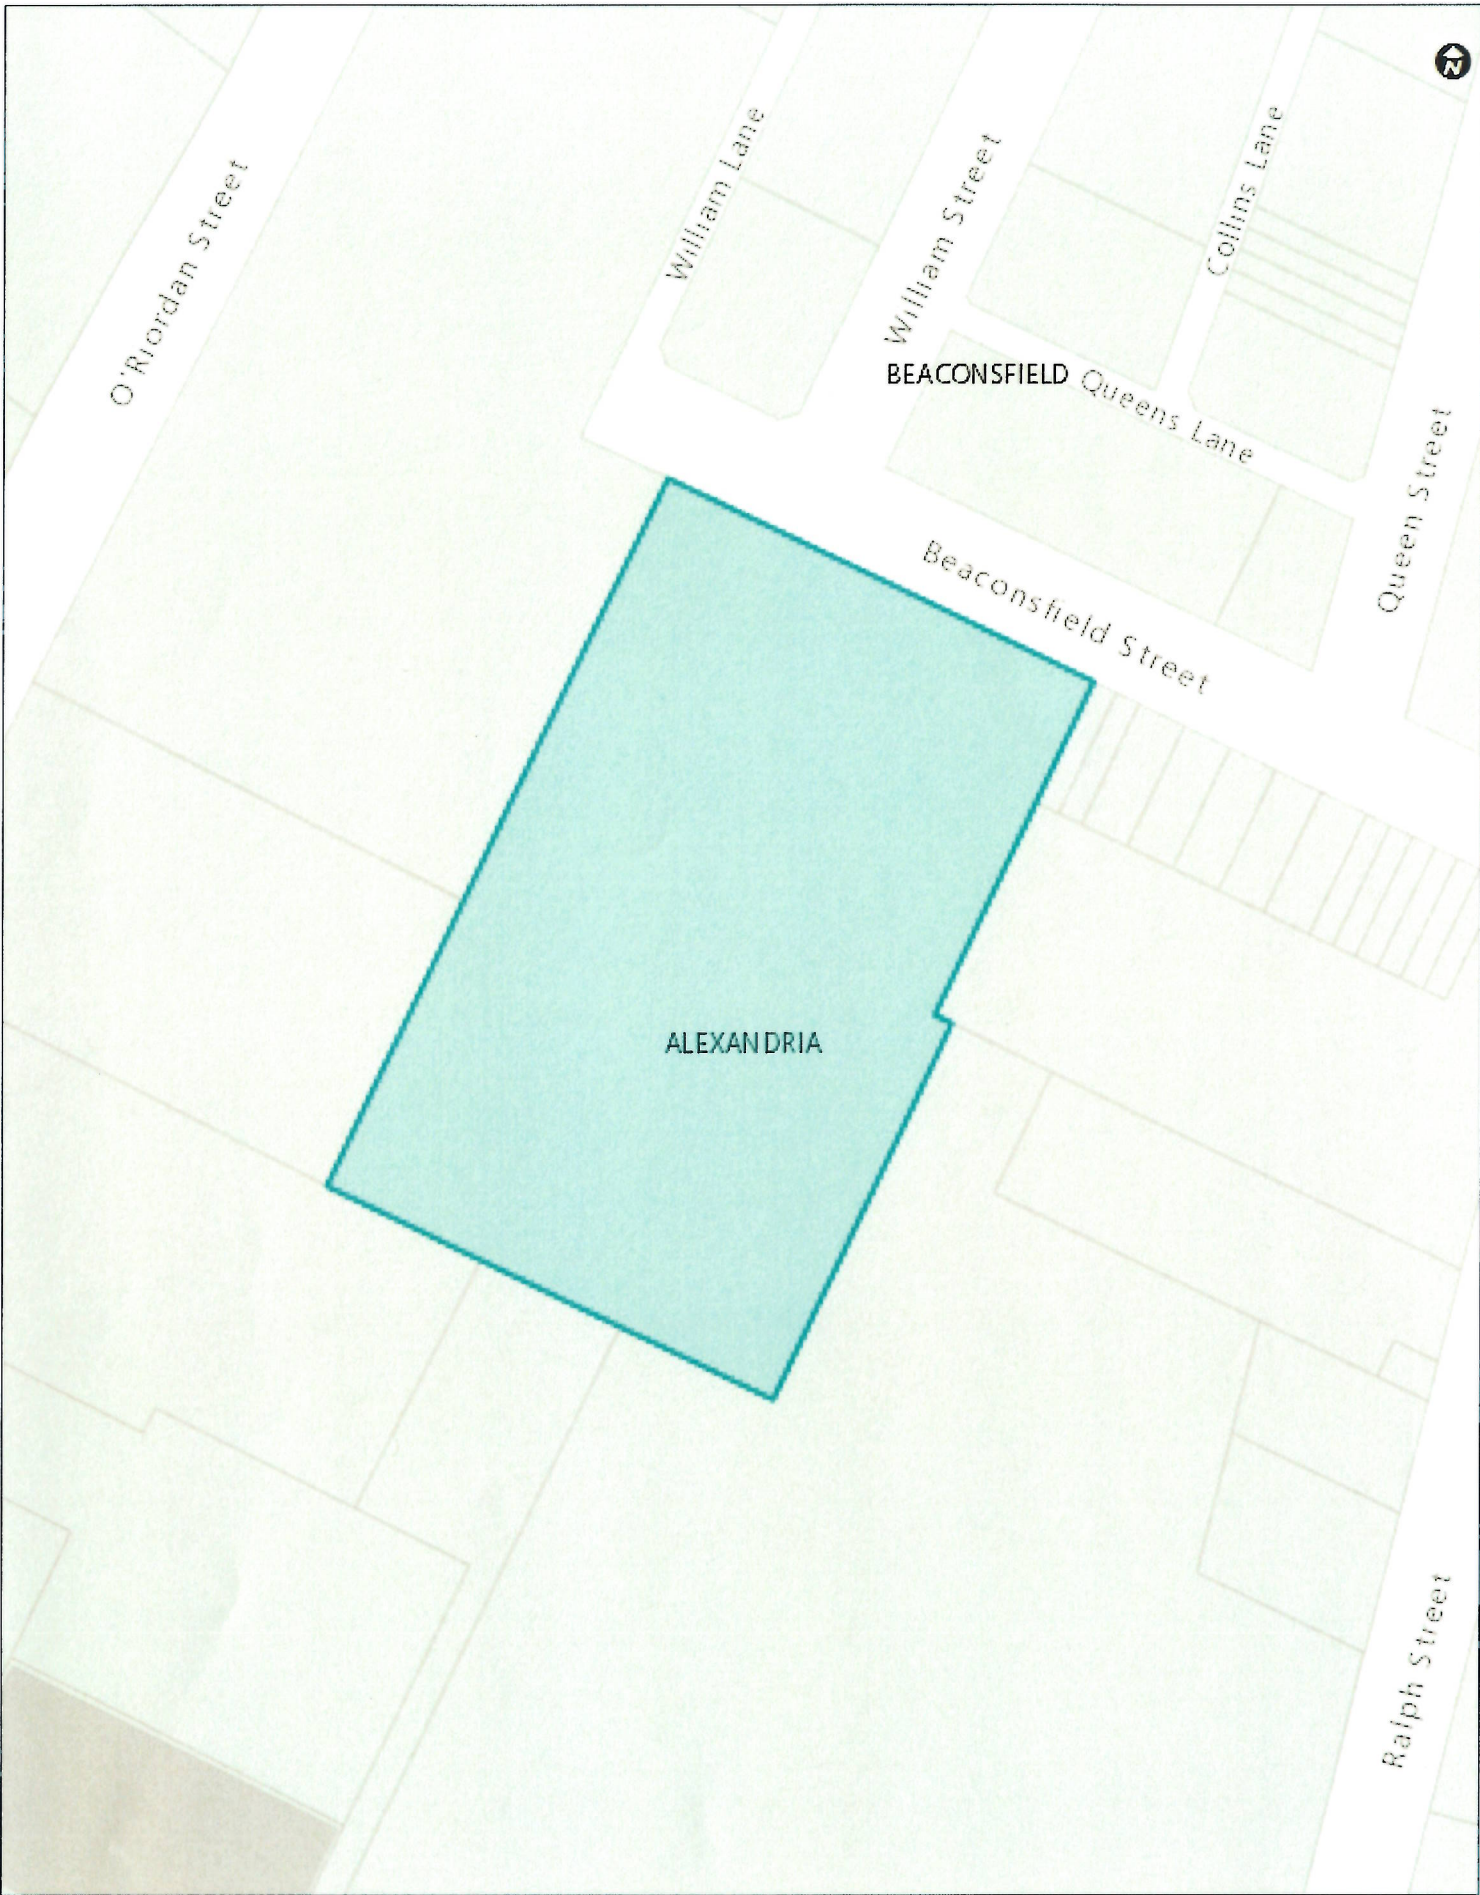 N
William Lane
Collins Lane
William Street
O'Riordan Street
BEACONSFIELD
Queens Lane
Queen Street
Beaconsfield Street
ALEXANDRIA
Ralph Street